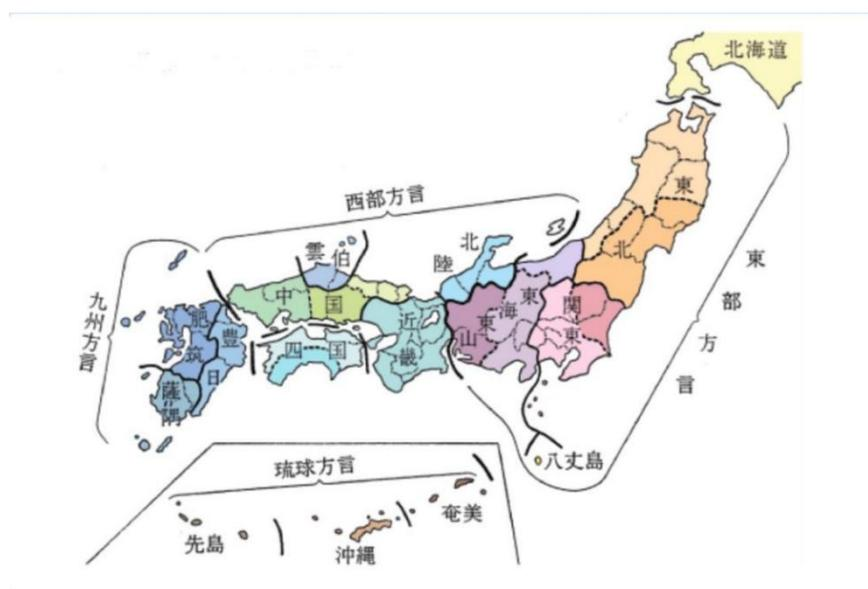 北海道
東北
東部方言
西部方言
北陸
雲伯
中国
近畿
四国
東海
東山
関東
九州方言
肥筑
豊日
薩隅
八丈島
琉球方言
奄美
沖縄
先島